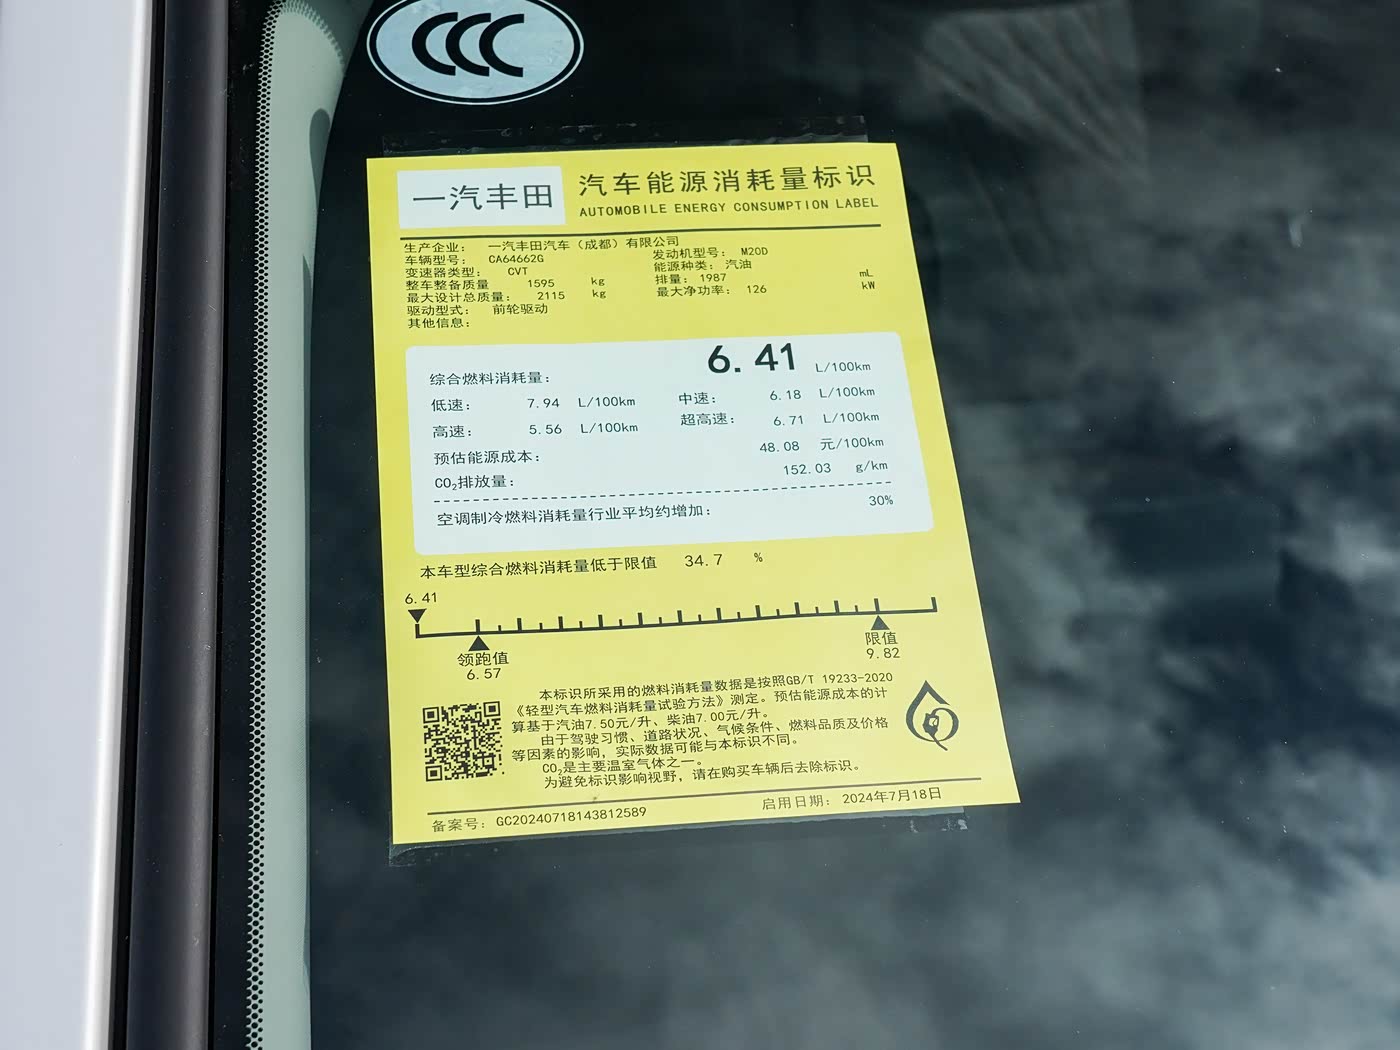 CCC
一汽丰田
汽车能源消耗量标识
AUTOMOBILE ENERGY CONSUMPTION LABEL
生产企业： 一汽丰田汽车（成都）有限公司
车辆型号： CA64662G 发动机型号： M20D
变速器类型： CVT 能源种类： 汽油
整车整备质量 1595 kg 排量： 1987 mL
最大设计总质量： 2115 kg 最大净功率： 126 kW
驱动型式： 前轮驱动
其他信息：
综合燃料消耗量： 6.41 L/100km
低速： 7.94 L/100km 中速： 6.18 L/100km
高速： 5.56 L/100km 超高速： 6.71 L/100km
预估能源成本： 48.08 元/100km
CO₂排放量： 152.03 g/km
空调制冷燃料消耗量行业平均约增加： 30%
本车型综合燃料消耗量低于限值 34.7 %
6.41
领跑值 限值
6.57 9.82
本标识所采用的燃料消耗量数据是按照GB/T 19233-2020
《轻型汽车燃料消耗量试验方法》测定。预估能源成本的计
算基于汽油7.50元/升、柴油7.00元/升。
由于驾驶习惯、道路状况、气候条件、燃料品质及价格
等因素的影响，实际数据可能与本标识不同。
CO₂是主要温室气体之一。
为避免标识影响视野，请在购买车辆后去除标识。
备案号： GC20240718143812589 启用日期： 2024年7月18日